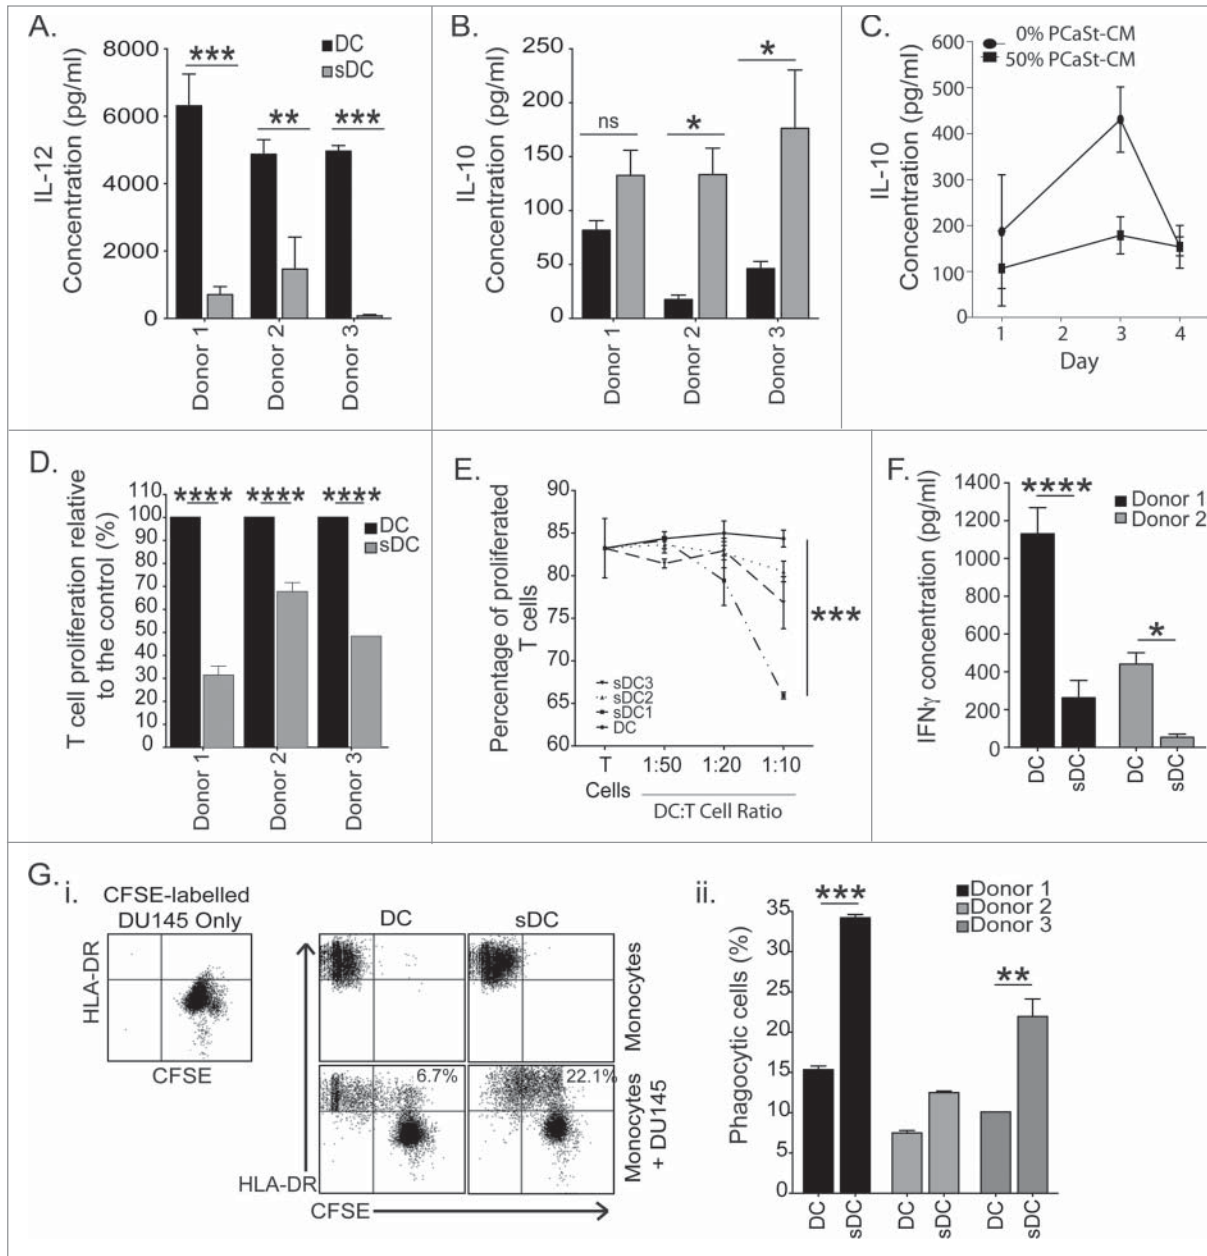 A.
IL-12
Concentration (pg/ml)
8000
6000
4000
2000
0
***
**
***
DC
sDC
Donor 1
Donor 2
Donor 3
B.
IL-10
Concentration (pg/ml)
250
200
150
100
50
0
ns
*
*
Donor 1
Donor 2
Donor 3
C.
0% PCaSt-CM
50% PCaSt-CM
IL-10
Concentration (pg/ml)
600
500
400
300
200
100
0
1
2
3
4
Day
D.
T cell proliferation relative
to the control (%)
110
100
90
80
70
60
50
40
30
20
10
0
****
****
****
DC
sDC
Donor 1
Donor 2
Donor 3
E.
Percentage of proliferated
T cells
90
85
80
75
70
65
60
***
sDC3
sDC2
sDC1
DC
T
Cells
1:50
1:20
1:10
DC:T Cell Ratio
F.
IFNγ concentration (pg/ml)
1400
1200
1000
800
600
400
200
0
****
*
Donor 1
Donor 2
DC
sDC
DC
sDC
G.
i.
CFSE-labelled
DU145 Only
HLA-DR
CFSE
DC
sDC
Monocytes
6.7%
22.1%
Monocytes
+ DU145
HLA-DR
CFSE
ii.
Phagocytic cells (%)
35
30
25
20
15
10
5
0
***
**
Donor 1
Donor 2
Donor 3
DC
sDC
DC
sDC
DC
sDC